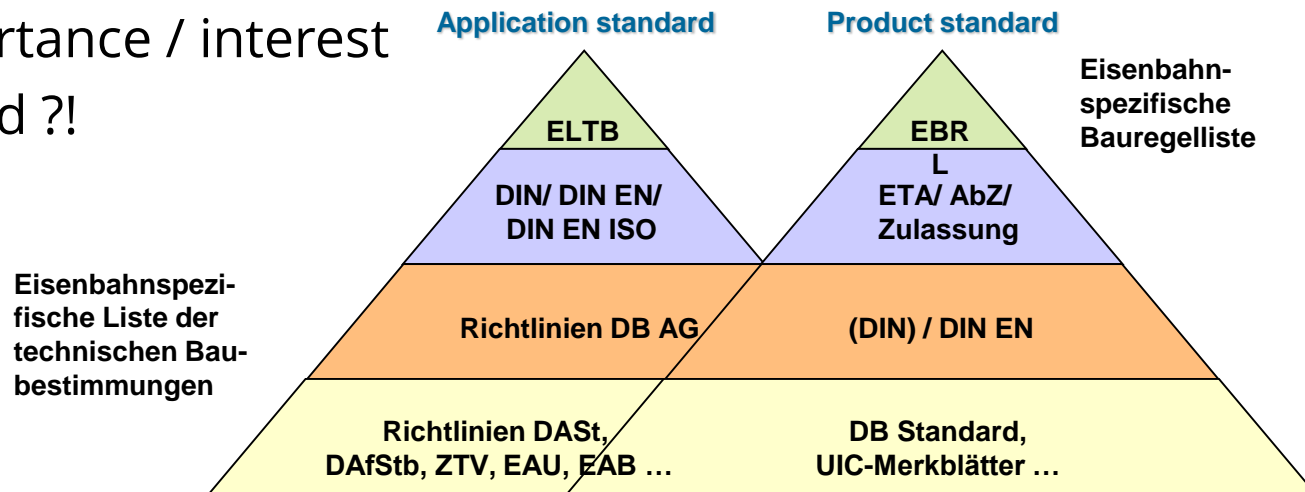 rtance / interest
d ?!
Application standard
Product standard
Eisenbahn-
spezifische
Bauregelliste
ELTB
EBR
L
DIN/ DIN EN/
DIN EN ISO
ETA/ AbZ/
Zulassung
Eisenbahnspezi-
fische Liste der
technischen Bau-
bestimmungen
Richtlinien DB AG
(DIN) / DIN EN
Richtlinien DASt,
DAfStb, ZTV, EAU, EAB …
DB Standard,
UIC-Merkblätter …